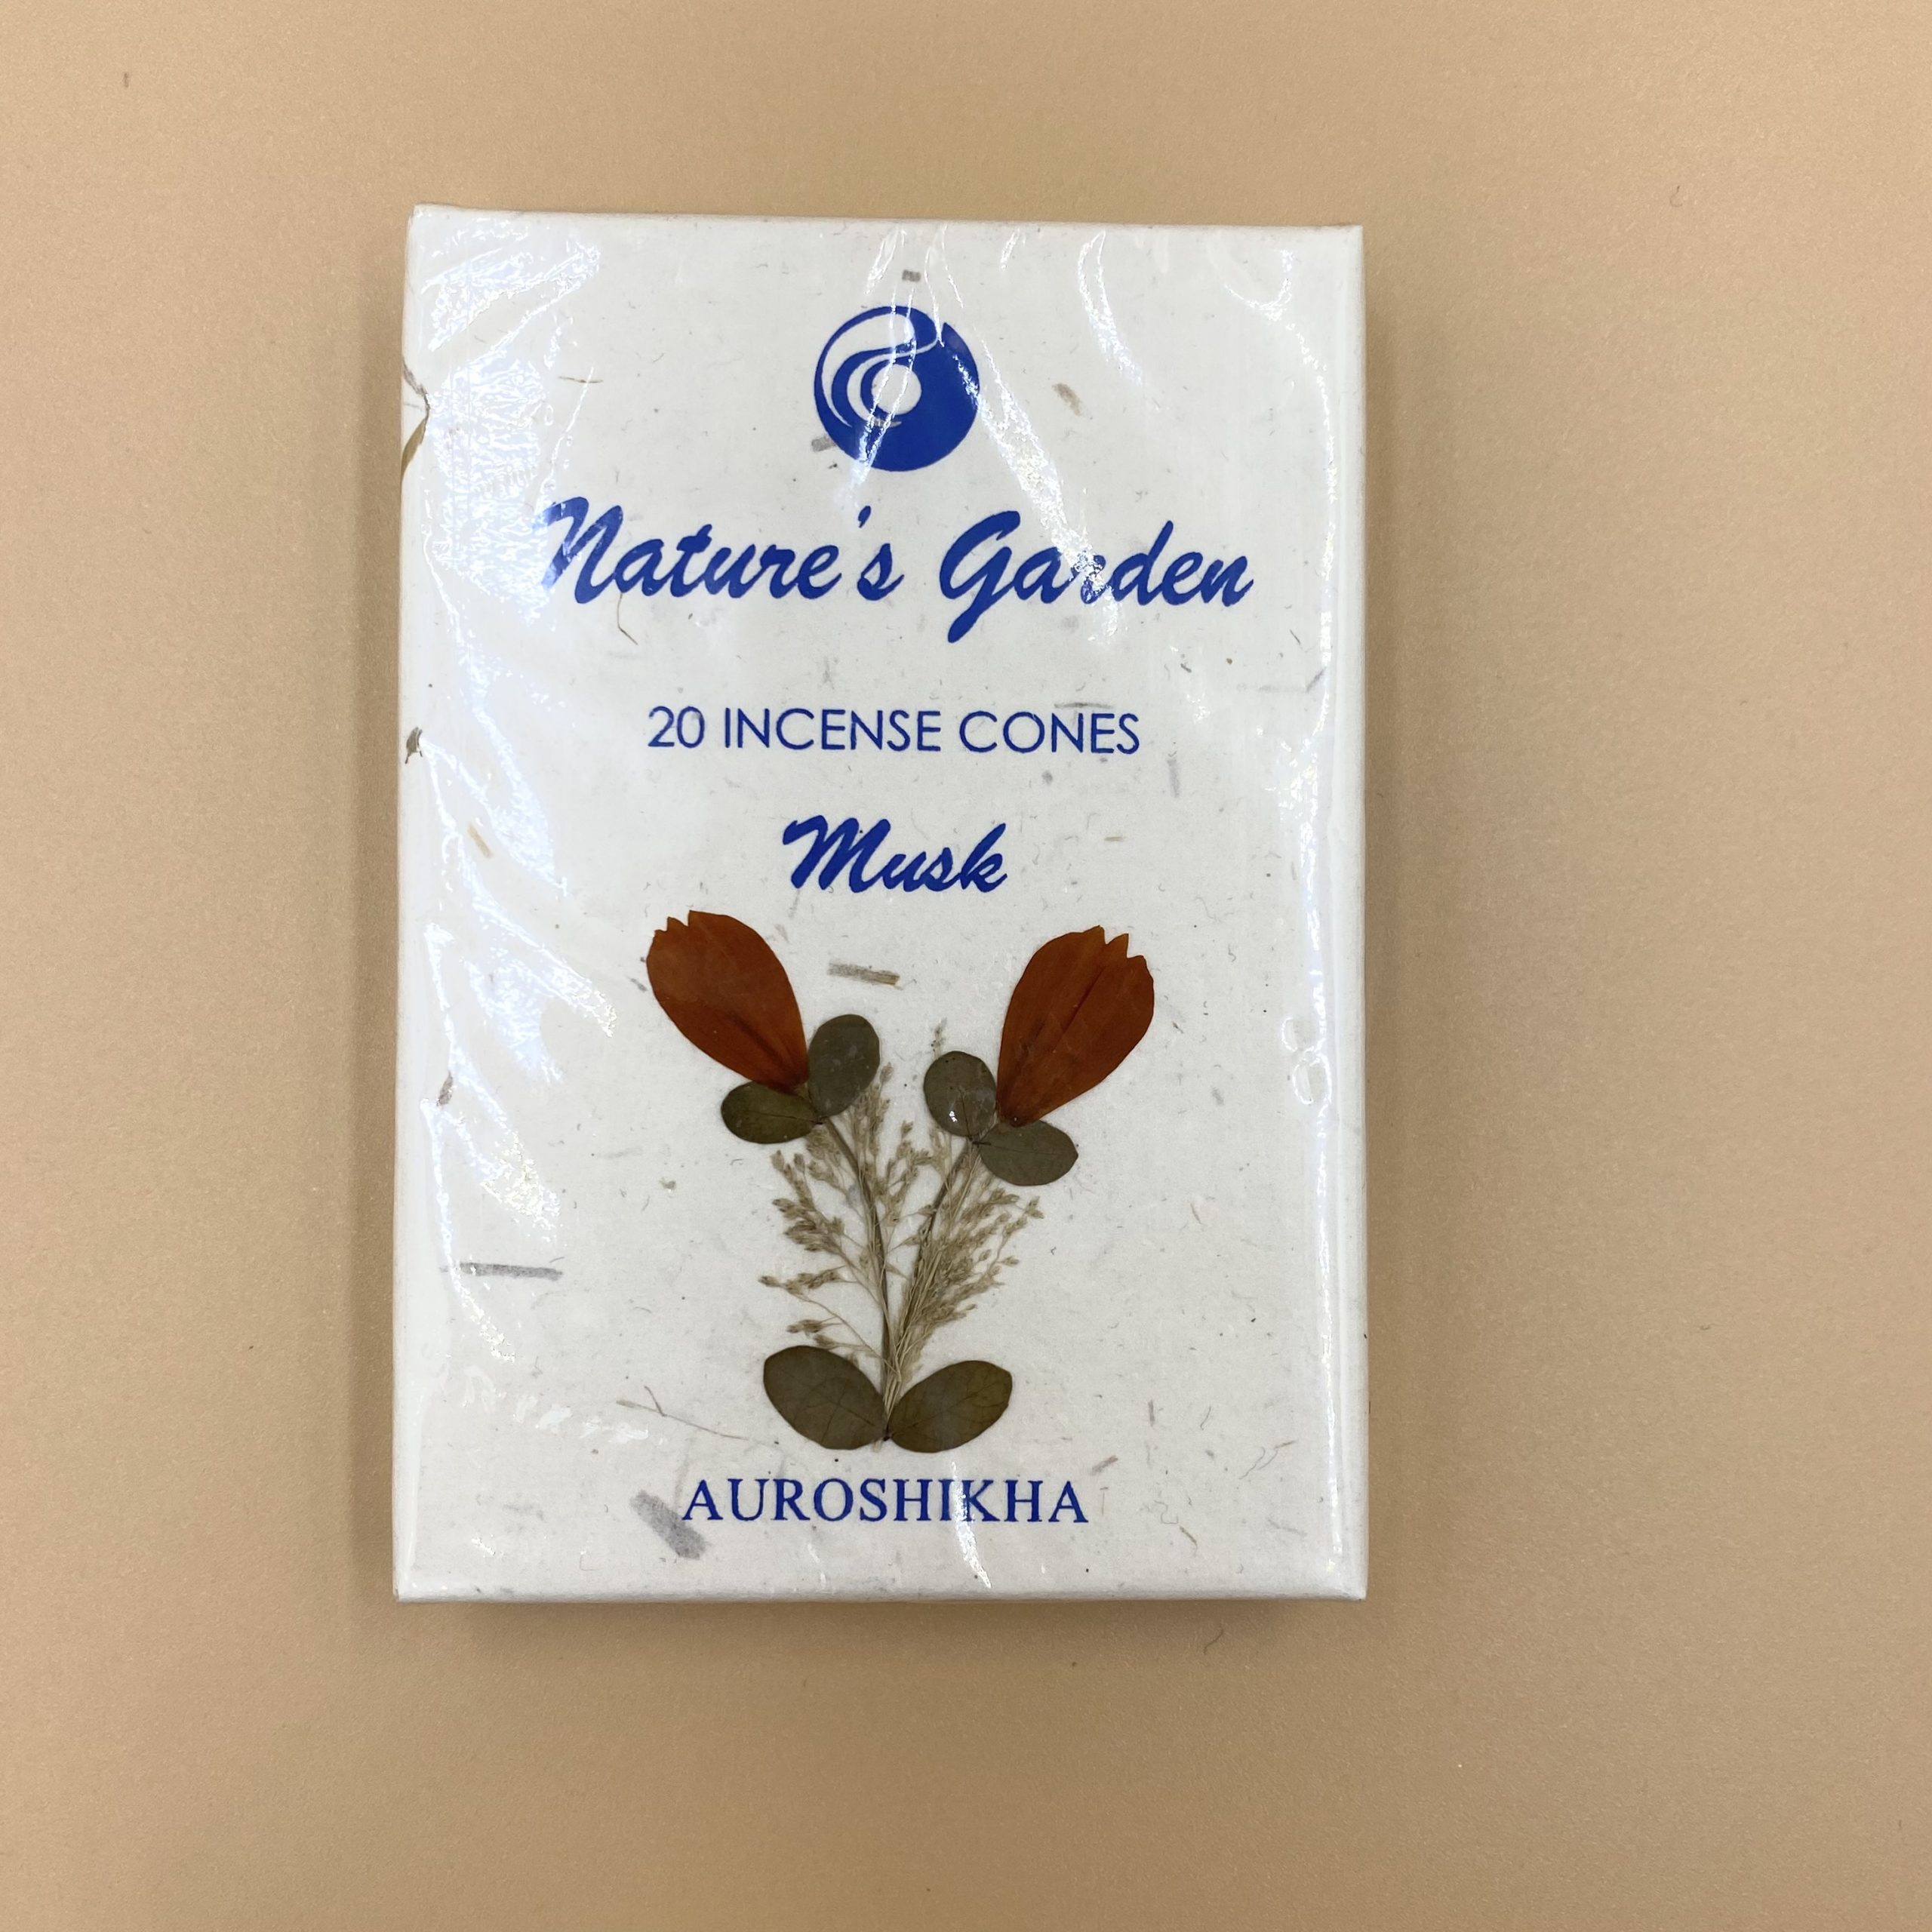 Nature's Garden
20 INCENSE CONES
Musk
AUROSHIKHA